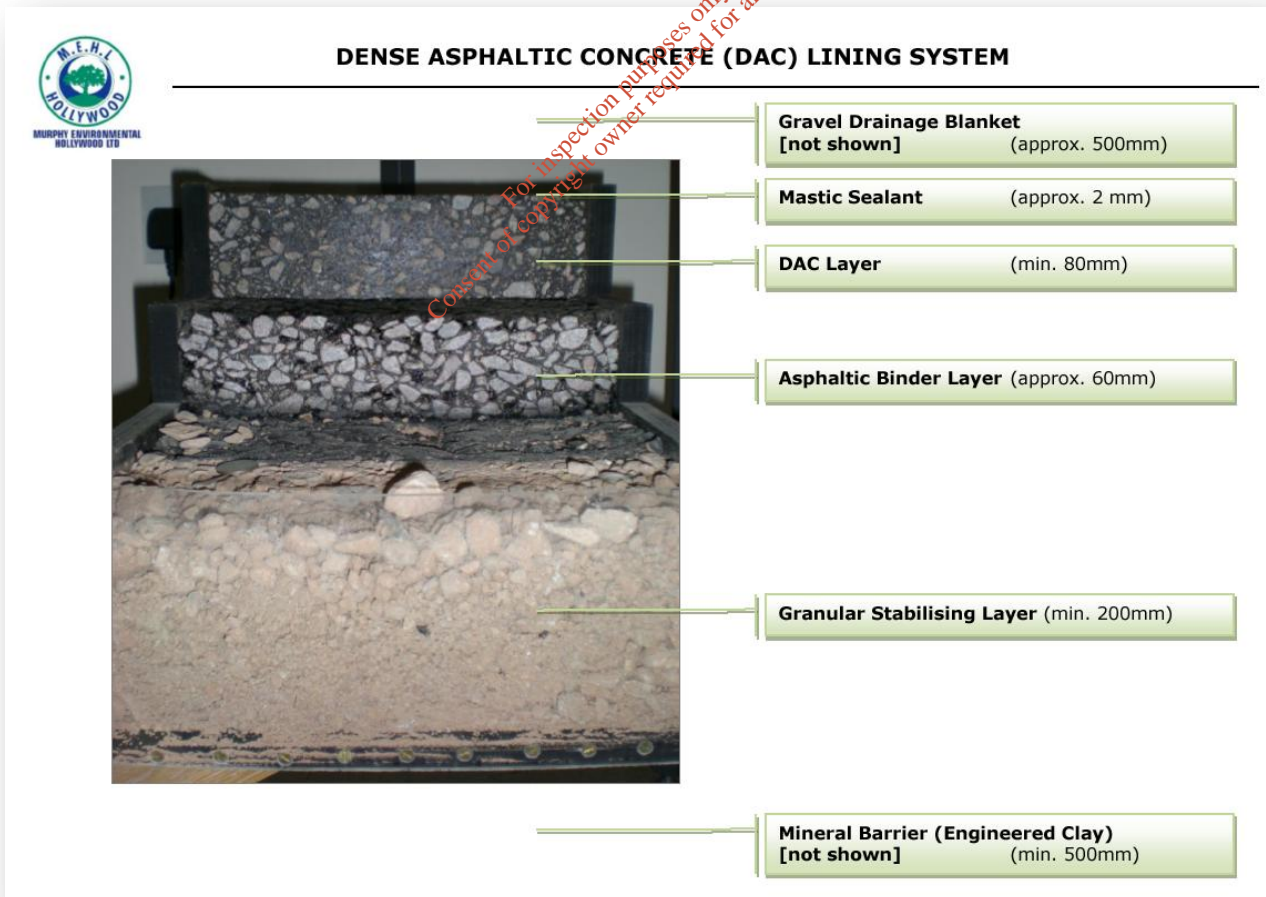 M.E.H.L
HOLLYWOOD
MURPHY ENVIRONMENTAL
HOLLYWOOD LTD
DENSE ASPHALTIC CONCRETE (DAC) LINING SYSTEM
Gravel Drainage Blanket
[not shown] (approx. 500mm)
Mastic Sealant (approx. 2 mm)
DAC Layer (min. 80mm)
Asphaltic Binder Layer (approx. 60mm)
Granular Stabilising Layer (min. 200mm)
Mineral Barrier (Engineered Clay)
[not shown] (min. 500mm)
For inspection purposes only
Consent of copyright owner required for